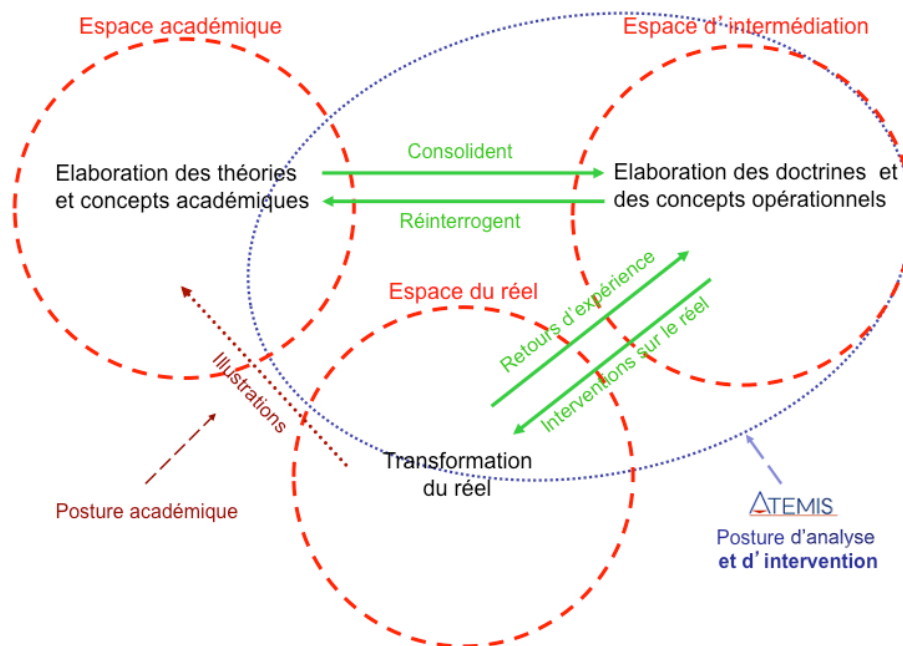 Espace académique
Espace d’ intermédiation
Consolident
Elaboration des théories
et concepts académiques
Elaboration des doctrines et
des concepts opérationnels
Réinterrogent
Espace du réel
Retours d’expérience
Interventions sur le réel
Illustrations
Transformation
du réel
Posture académique
ATEMIS
Posture d’analyse
et d’ intervention